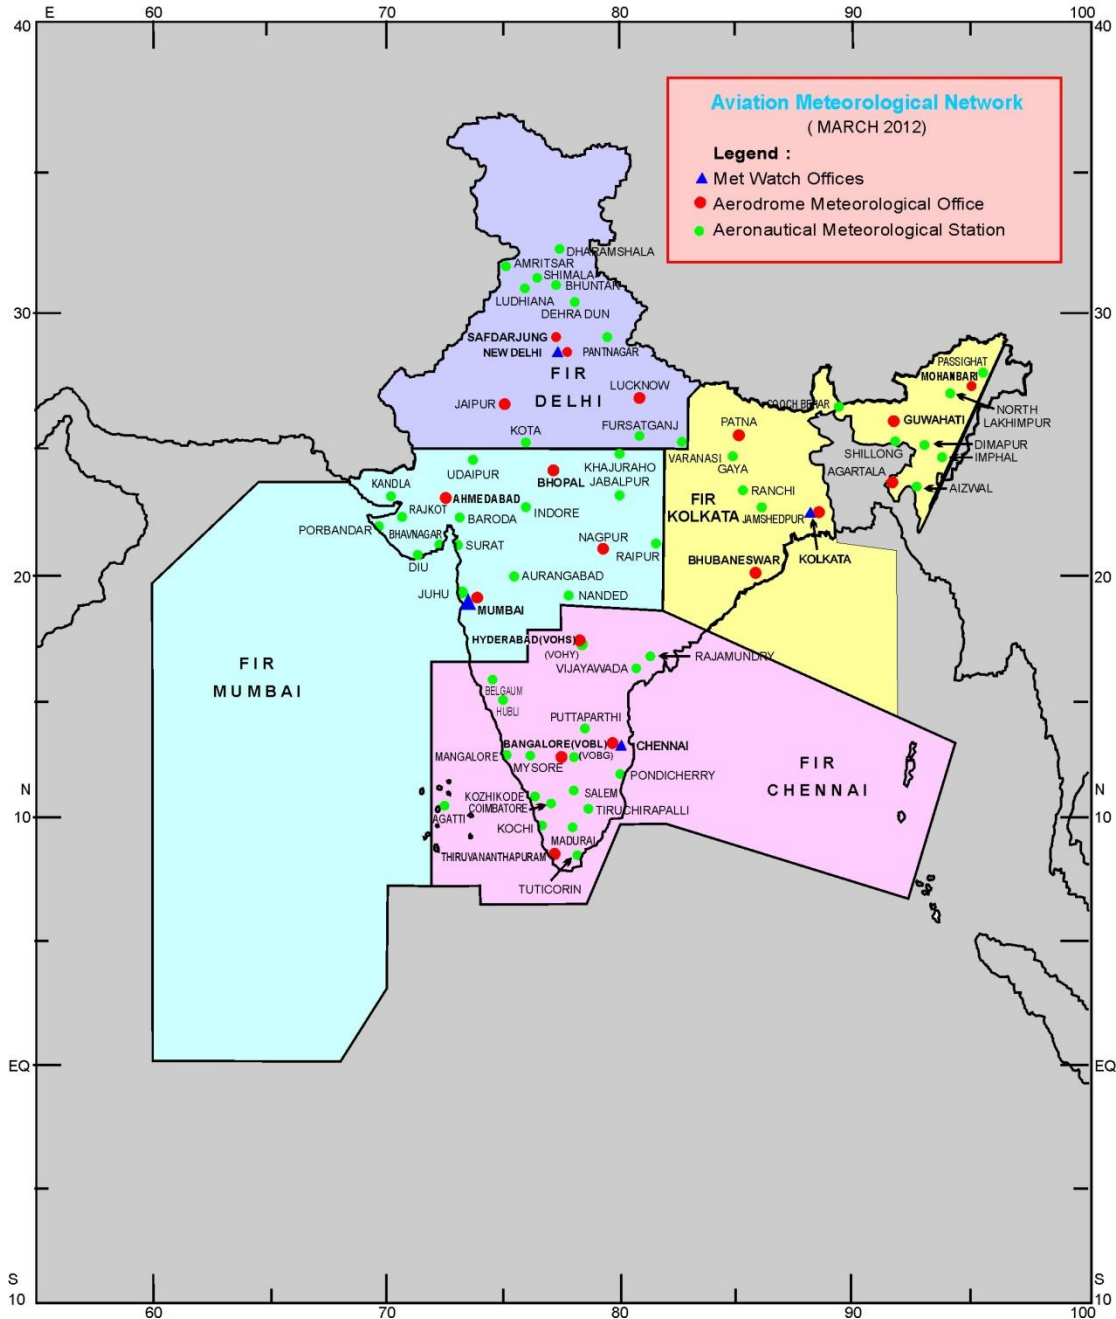 40
E
60
70
80
90
100
40
Aviation Meteorological Network
( MARCH 2012)
Legend :
Met Watch Offices
Aerodrome Meteorological Office
Aeronautical Meteorological Station
DHARAMSHALA
AMRITSAR
SHIMALA
BHUNTAR
LUDHIANA
DEHRA DUN
30
30
SAFDARJUNG
NEW DELHI
PANTNAGAR
FIR
DELHI
LUCKNOW
JAIPUR
FURSATGANJ
KOTA
PASSIGHAT
MOHANBARI
COOCH BEHAR
NORTH
LAKHIMPUR
GUWAHATI
PATNA
DIMAPUR
SHILLONG
IMPHAL
VARANASI
GAYA
AGARTALA
AIZWAL
UDAIPUR
KHAJURAHO
JABALPUR
BHOPAL
KANDLA
AHMEDABAD
RANCHI
FIR
KOLKATA
JAMSHEDPUR
RAJKOT
BARODA
INDORE
PORBANDAR
BHAVNAGAR
SURAT
NAGPUR
RAIPUR
DIU
BHUBANESWAR
KOLKATA
20
20
AURANGABAD
JUHU
NANDED
MUMBAI
HYDERABAD(VOHS)
(VOHY)
RAJAMUNDRY
VIJAYAWADA
FIR
MUMBAI
BELGAUM
HUBLI
PUTTAPARTHI
BANGALORE(VOBL)
(VOBG)
CHENNAI
MANGALORE
MYSORE
PONDICHERRY
FIR
CHENNAI
N
10
N
10
KOZHIKODE
SALEM
COIMBATORE
TIRUCHIRAPALLI
AGATTI
KOCHI
MADURAI
THIRUVANANTHAPURAM
TUTICORIN
EQ
EQ
S
10
S
10
60
70
80
90
100